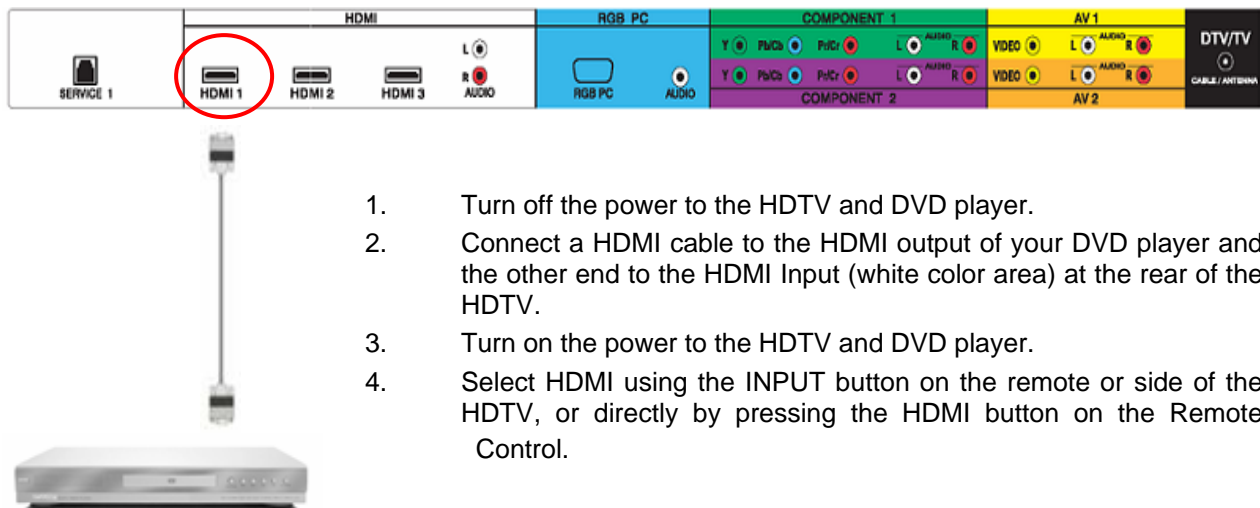 HDMI
RGB PC
COMPONENT 1
AV 1
SERVICE 1
HDMI 1
HDMI 2
HDMI 3
L
R
AUDIO
RGB PC
AUDIO
Y Pb/Cb Pr/Cr L AUDIO R
Y Pb/Cb Pr/Cr L AUDIO R
COMPONENT 2
VIDEO L AUDIO R
VIDEO L AUDIO R
AV 2
DTV/TV
CABLE / ANTENNA
1. Turn off the power to the HDTV and DVD player.
2. Connect a HDMI cable to the HDMI output of your DVD player and
the other end to the HDMI Input (white color area) at the rear of the
HDTV.
3. Turn on the power to the HDTV and DVD player.
4. Select HDMI using the INPUT button on the remote or side of the
HDTV, or directly by pressing the HDMI button on the Remote
Control.